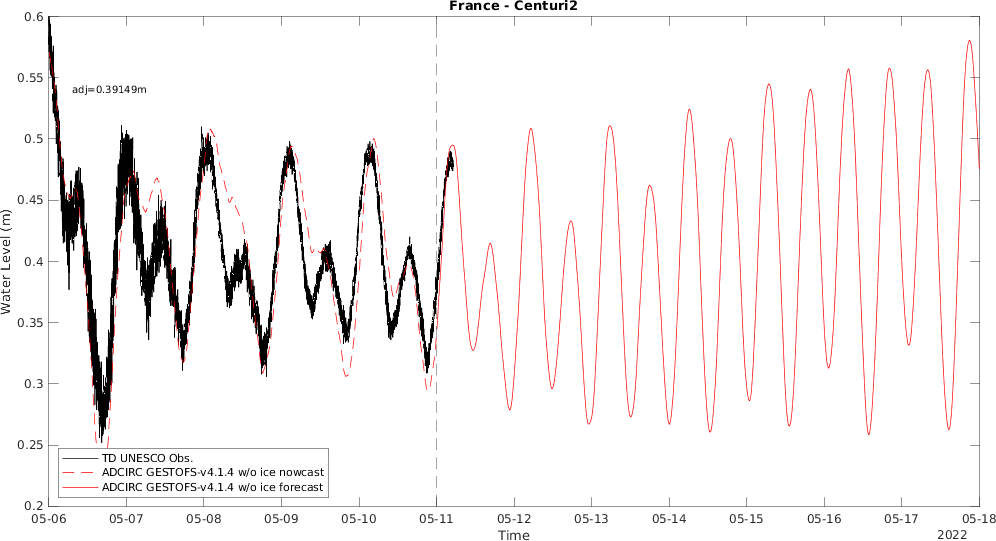 France - Centuri2
0.6
0.55
0.5
0.45
0.4
0.35
0.3
0.25
0.2
Water Level (m)
adj=0.39149m
TD UNESCO Obs.
ADCIRC GESTOFS-v4.1.4 w/o ice nowcast
ADCIRC GESTOFS-v4.1.4 w/o ice forecast
05-06 05-07 05-08 05-09 05-10 05-11 05-12 05-13 05-14 05-15 05-16 05-17 05-18
Time
2022